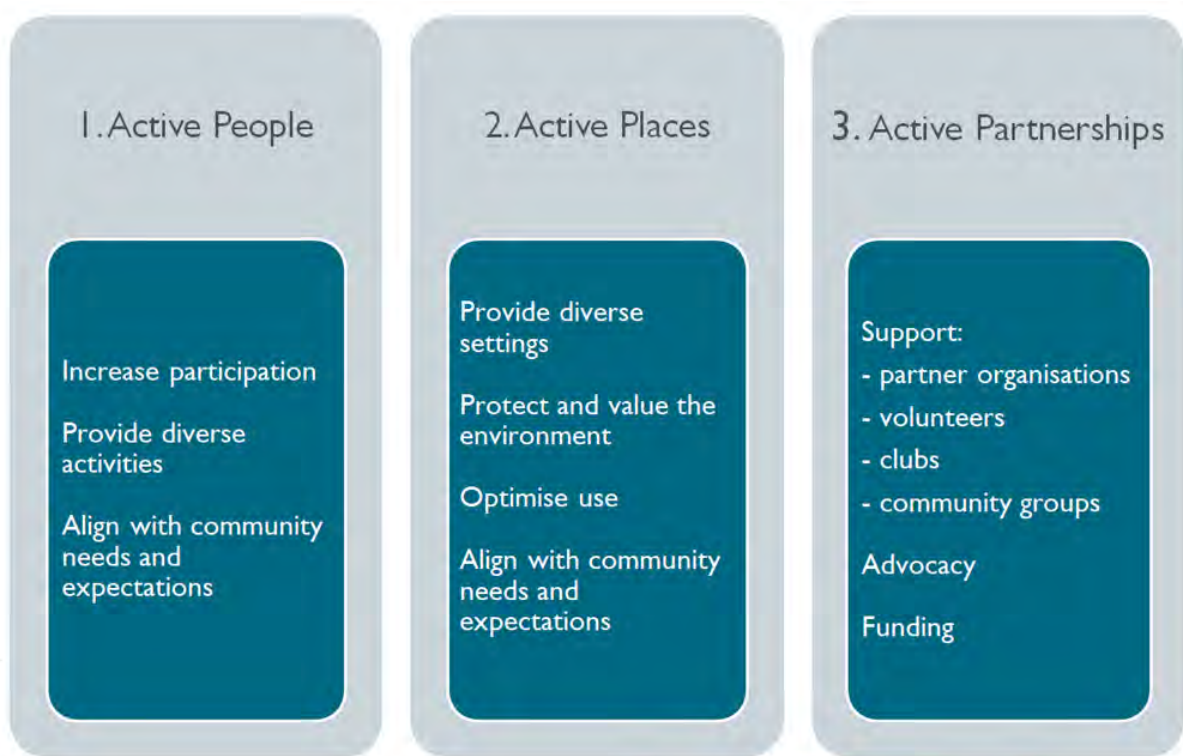 1. Active People
Increase participation
Provide diverse
activities
Align with community
needs and
expectations
2. Active Places
Provide diverse
settings
Protect and value the
environment
Optimise use
Align with community
needs and
expectations
3. Active Partnerships
Support:
- partner organisations
- volunteers
- clubs
- community groups
Advocacy
Funding